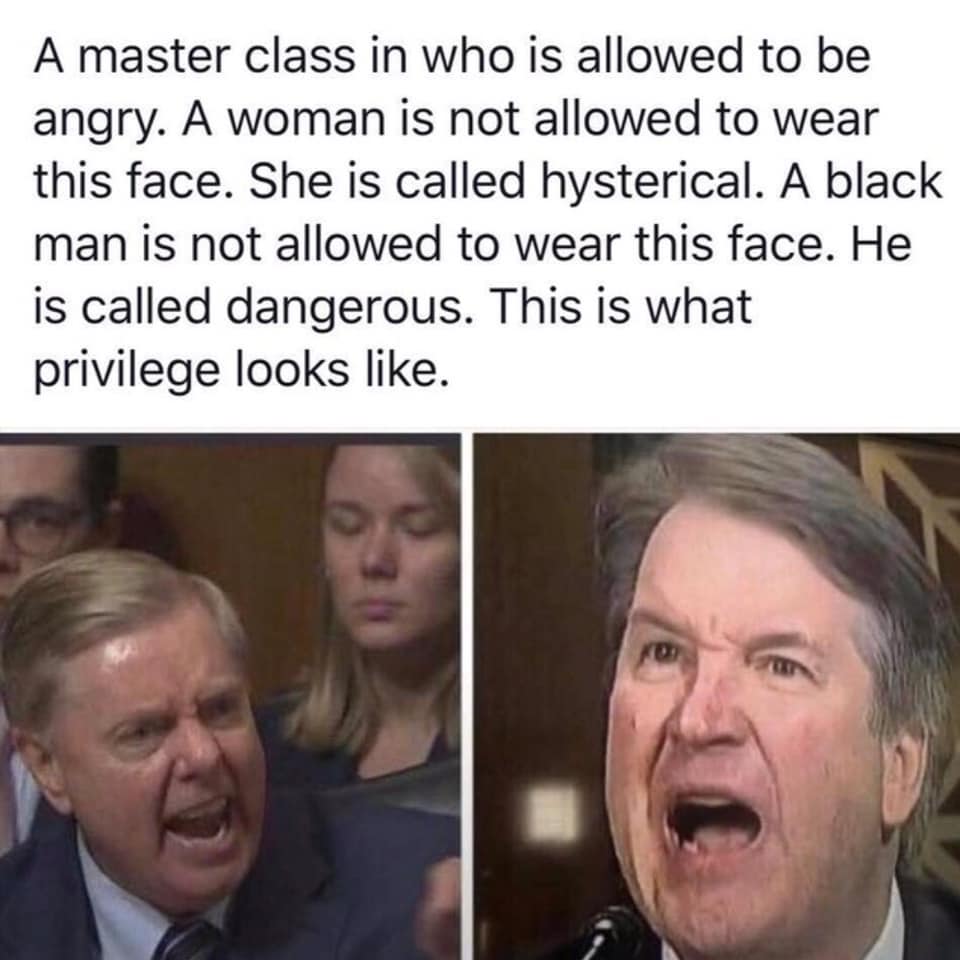 A master class in who is allowed to be
angry. A woman is not allowed to wear
this face. She is called hysterical. A black
man is not allowed to wear this face. He
is called dangerous. This is what
privilege looks like.